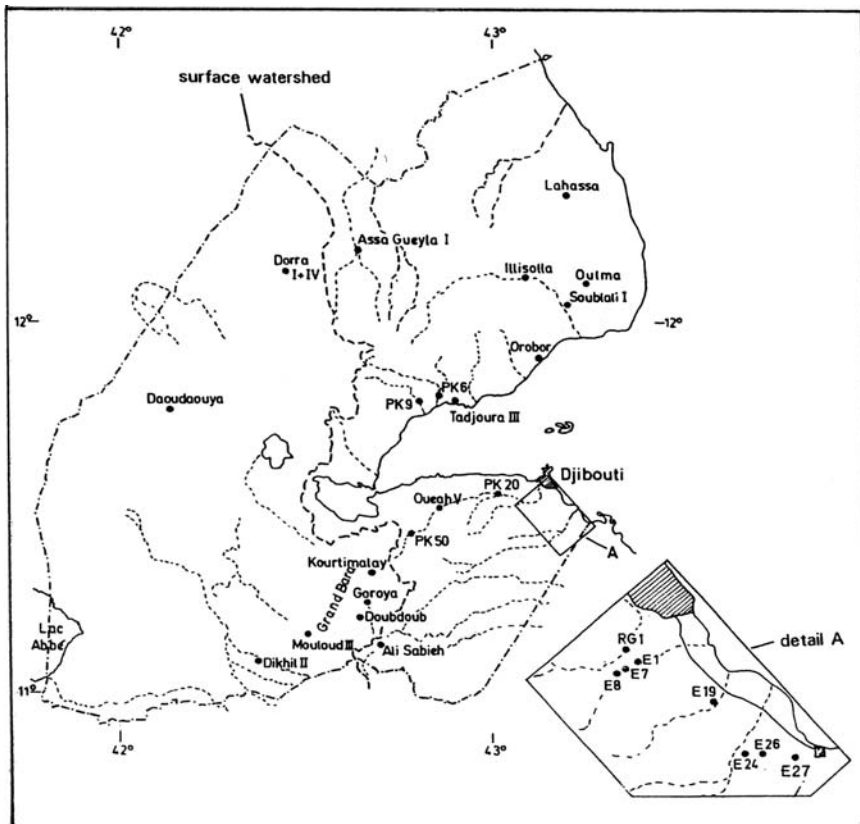 42°
43°
surface watershed
Lahassa
Assa Gueyla I
Dorra
I+IV
Illisolla
Outma
Soublali I
12°
12°
Orobor
PK6
PK9
Tadjoura III
Daoudaouya
Djibouti
PK 20
Oueah V
A
PK 50
Kourtimalay
Grand Bara
Goroya
Doubdoub
Lac
Abbe
Mouloud III
Ali Sabieh
Dikhil II
11°
detail A
RG1
E1
E7
E8
E19
E26
E24
E27
42°
43°